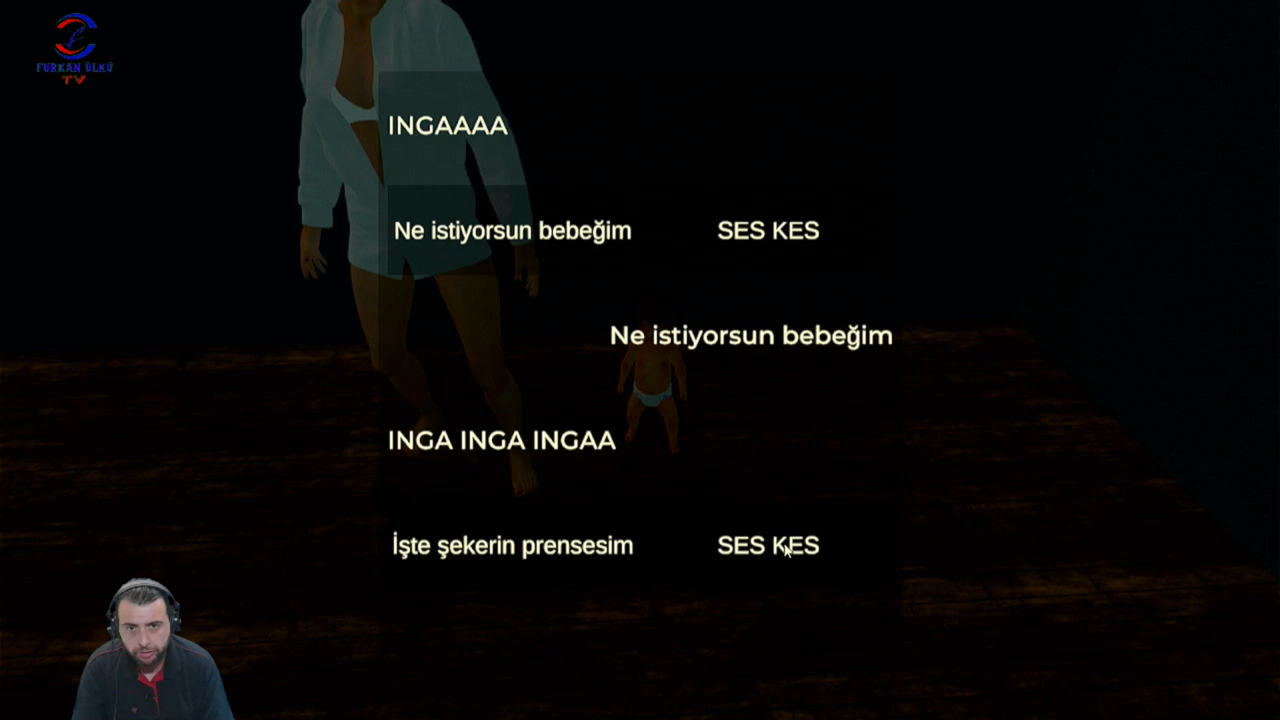 FURKAN ÜLKÜ
TV
INGAAAA
Ne istiyorsun bebeğim SES KES
Ne istiyorsun bebeğim
INGA INGA INGAA
İşte şekerin prensesim SES KES